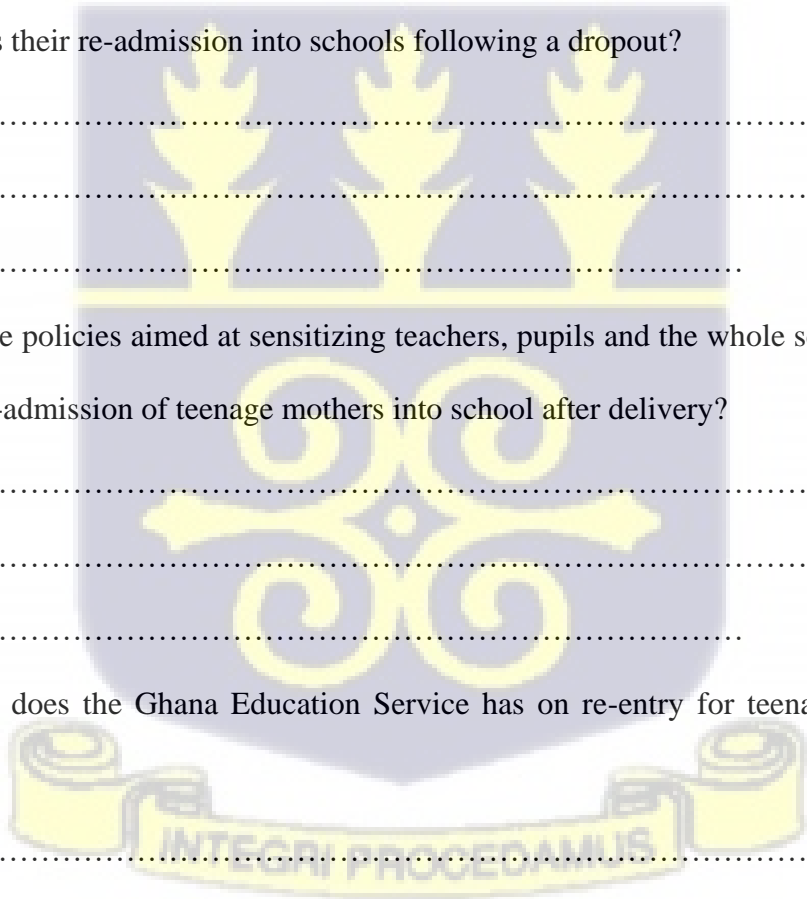 s their re-admission into schools following a dropout?
……………………………………………………………………………
……………………………………………………………………………
…………………………………………………………………….
e policies aimed at sensitizing teachers, pupils and the whole s
-admission of teenage mothers into school after delivery?
……………………………………………………………………………
……………………………………………………………………………
…………………………………………………………………….
does the Ghana Education Service has on re-entry for teena
INTEGRI PROCEDAMUS
……………………………………………………………………………